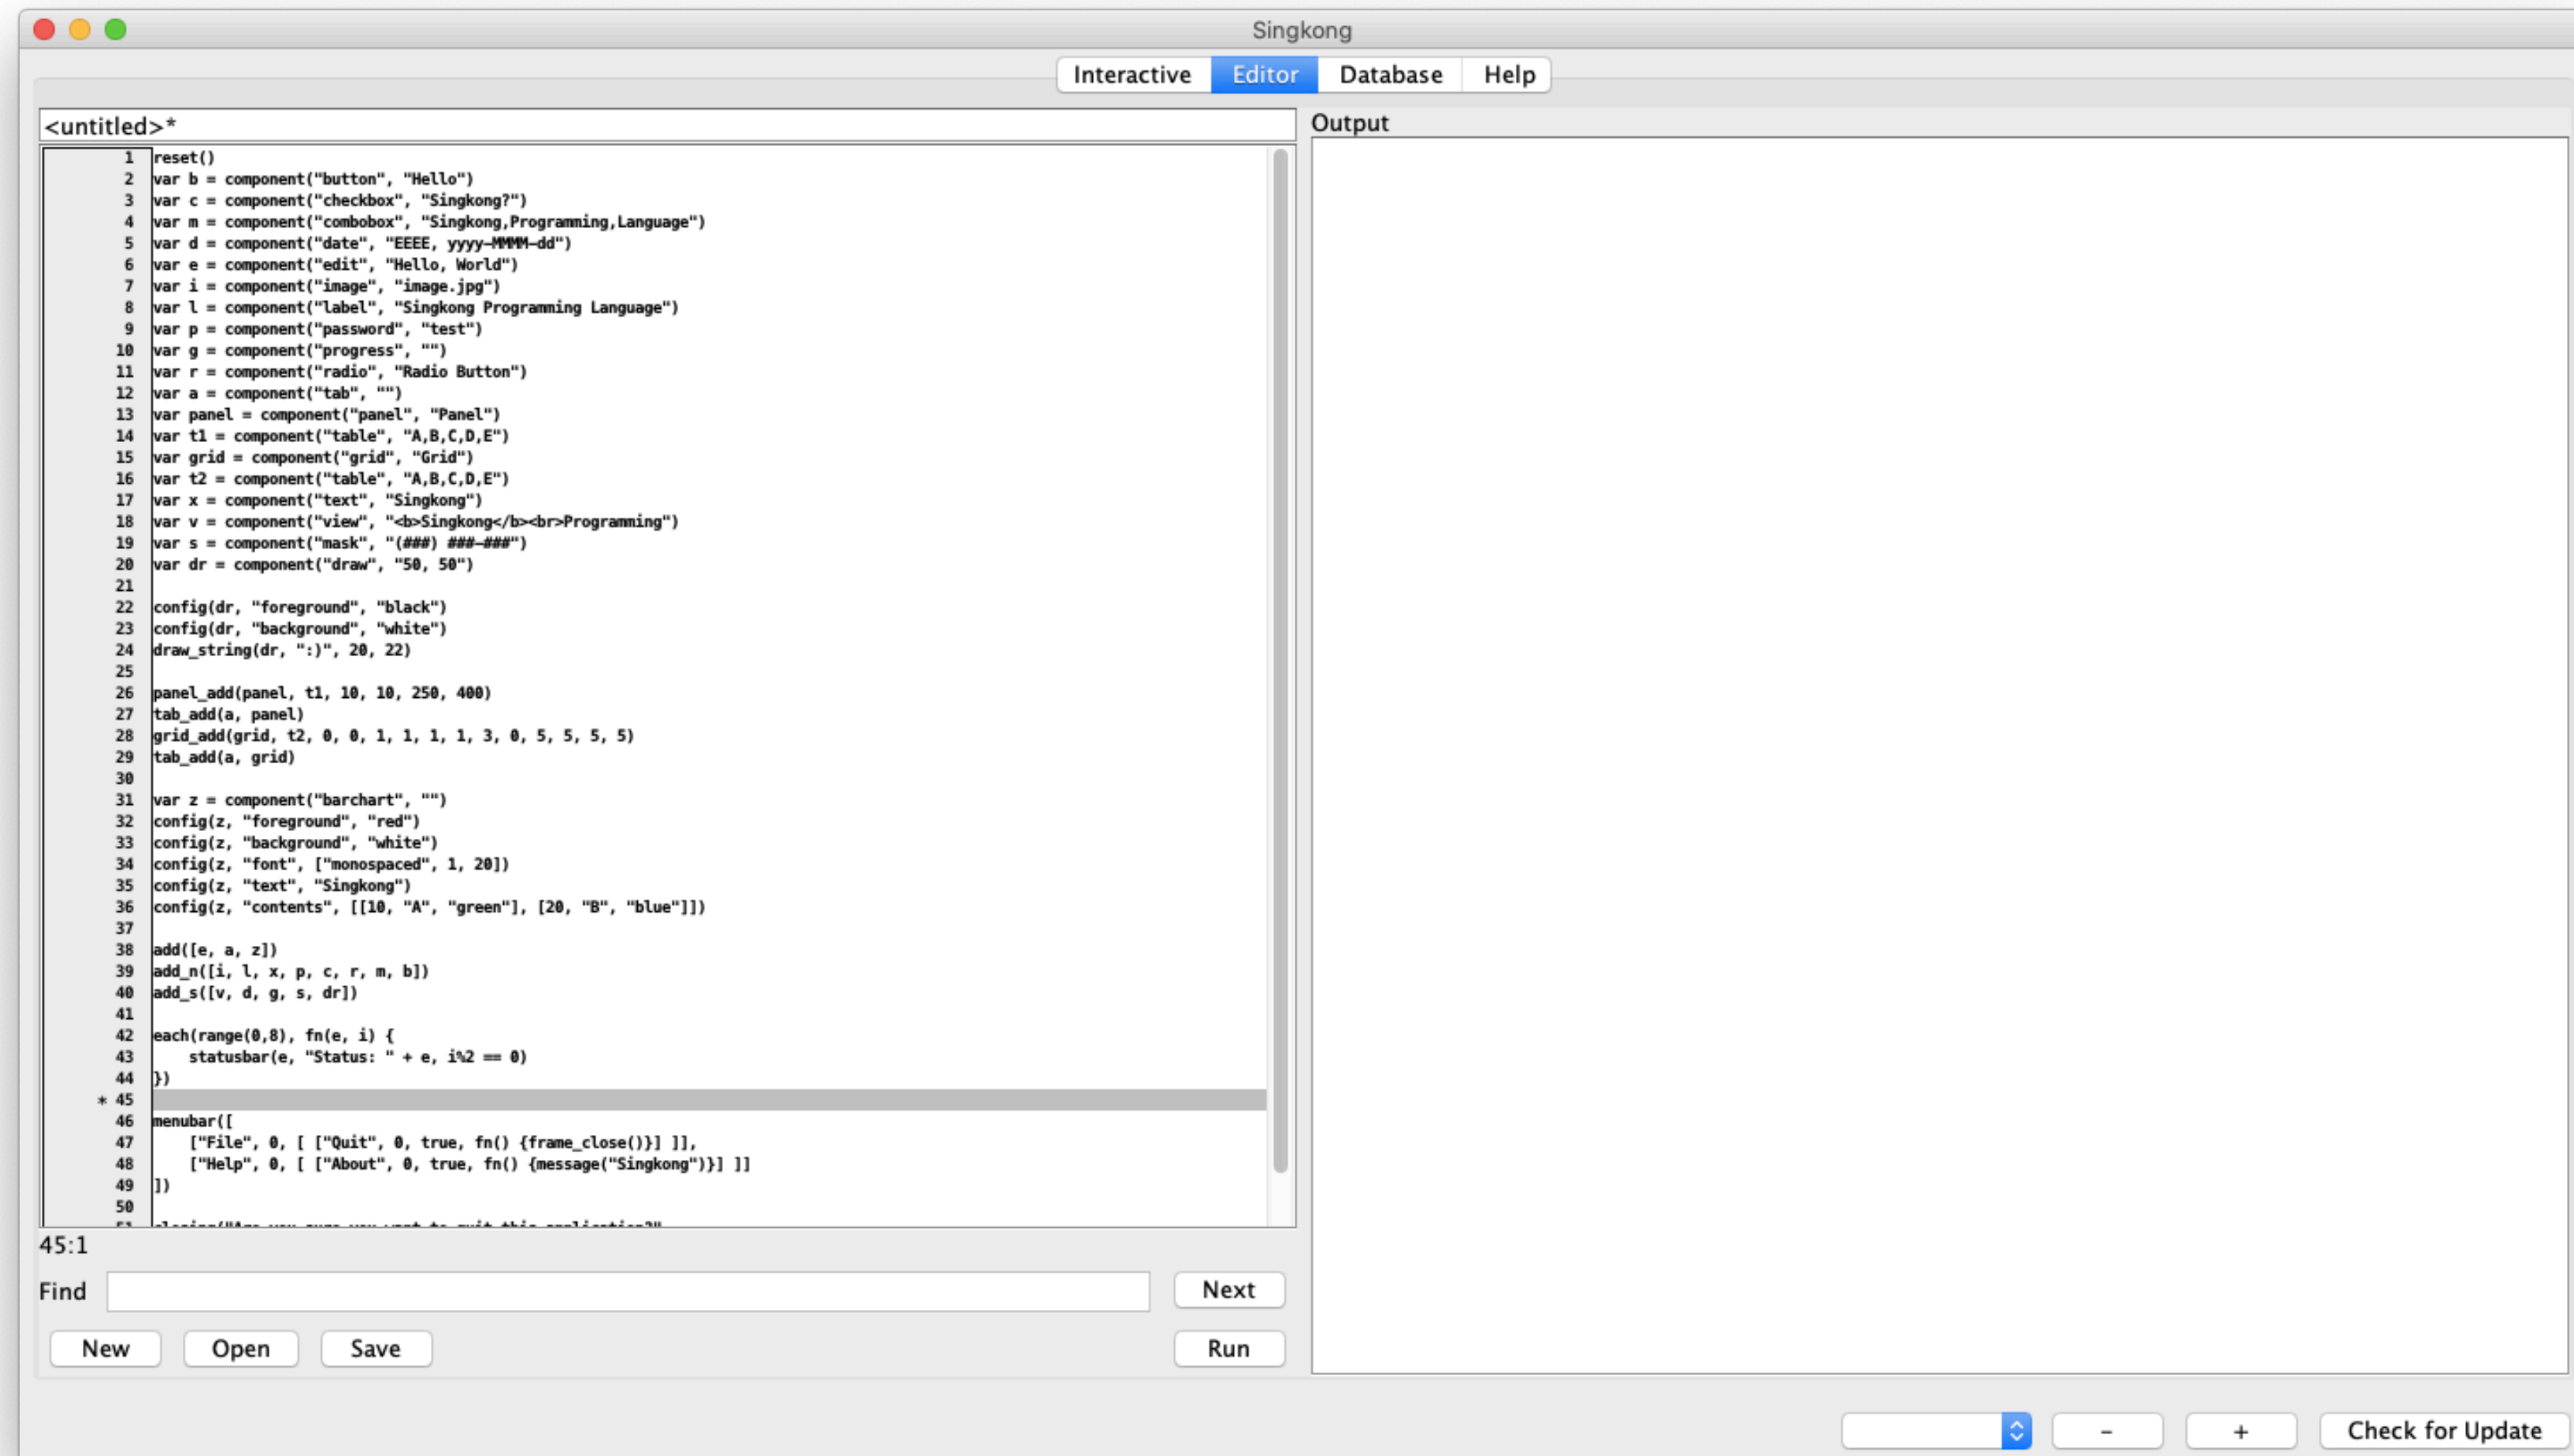 Singkong
Interactive Editor Database Help
<untitled>*
Output
1 reset()
2 var b = component("button", "Hello")
3 var c = component("checkbox", "Singkong?")
4 var m = component("combobox", "Singkong,Programming,Language")
5 var d = component("date", "EEEE, yyyy-MMMM-dd")
6 var e = component("edit", "Hello, World")
7 var i = component("image", "image.jpg")
8 var l = component("label", "Singkong Programming Language")
9 var p = component("password", "test")
10 var g = component("progress", "")
11 var r = component("radio", "Radio Button")
12 var a = component("tab", "")
13 var panel = component("panel", "Panel")
14 var t1 = component("table", "A,B,C,D,E")
15 var grid = component("grid", "Grid")
16 var t2 = component("table", "A,B,C,D,E")
17 var x = component("text", "Singkong")
18 var v = component("view", "<b>Singkong</b><br>Programming")
19 var s = component("mask", "(###) ###-###")
20 var dr = component("draw", "50, 50")
21
22 config(dr, "foreground", "black")
23 config(dr, "background", "white")
24 draw_string(dr, ":)", 20, 22)
25
26 panel_add(panel, t1, 10, 10, 250, 400)
27 tab_add(a, panel)
28 grid_add(grid, t2, 0, 0, 1, 1, 1, 1, 3, 0, 5, 5, 5, 5)
29 tab_add(a, grid)
30
31 var z = component("barchart", "")
32 config(z, "foreground", "red")
33 config(z, "background", "white")
34 config(z, "font", ["monospaced", 1, 20])
35 config(z, "text", "Singkong")
36 config(z, "contents", [[10, "A", "green"], [20, "B", "blue"]])
37
38 add([e, a, z])
39 add_n([i, l, x, p, c, r, m, b])
40 add_s([v, d, g, s, dr])
41
42 each(range(0,8), fn(e, i) {
43     statusbar(e, "Status: " + e, i%2 == 0)
44 })
* 45
46 menubar([
47     ["File", 0, [ ["Quit", 0, true, fn() {frame_close()}] ]],
48     ["Help", 0, [ ["About", 0, true, fn() {message("Singkong")}] ]]
49 ])
50
51 closing("Are you sure you want to quit this application?"
45:1
Find
Next
New Open Save Run
- + Check for Update